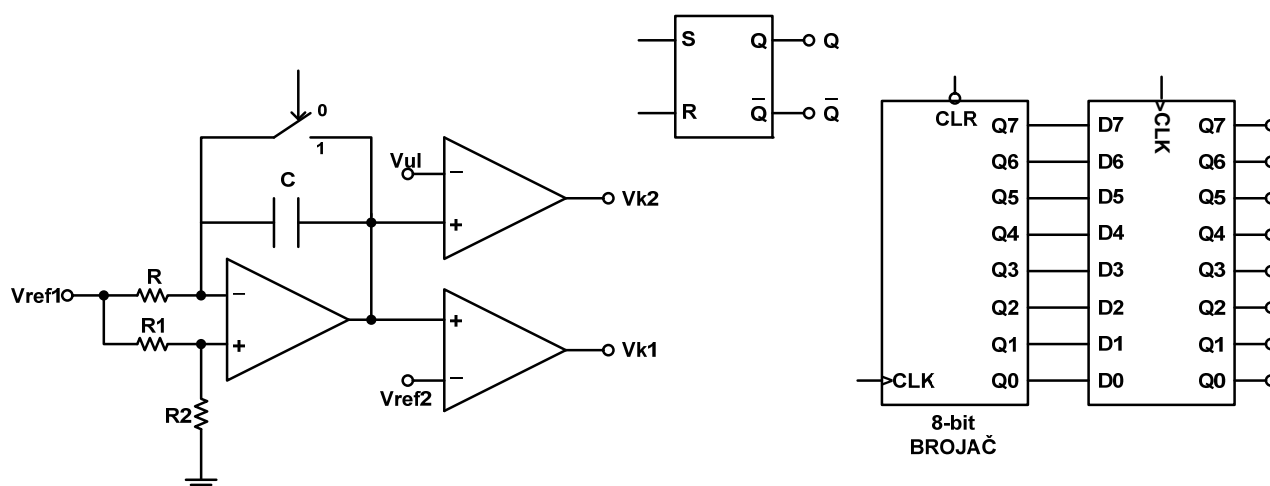 S
Q
Q
R
Q
Q
0
1
C
Vul
Vk2
Vref1
R
R1
R2
Vk1
Vref2
CLR
Q7
Q6
Q5
Q4
Q3
Q2
Q1
Q0
CLK
8-bit
BROJAČ
CLK
D7
D6
D5
D4
D3
D2
D1
D0
Q7
Q6
Q5
Q4
Q3
Q2
Q1
Q0